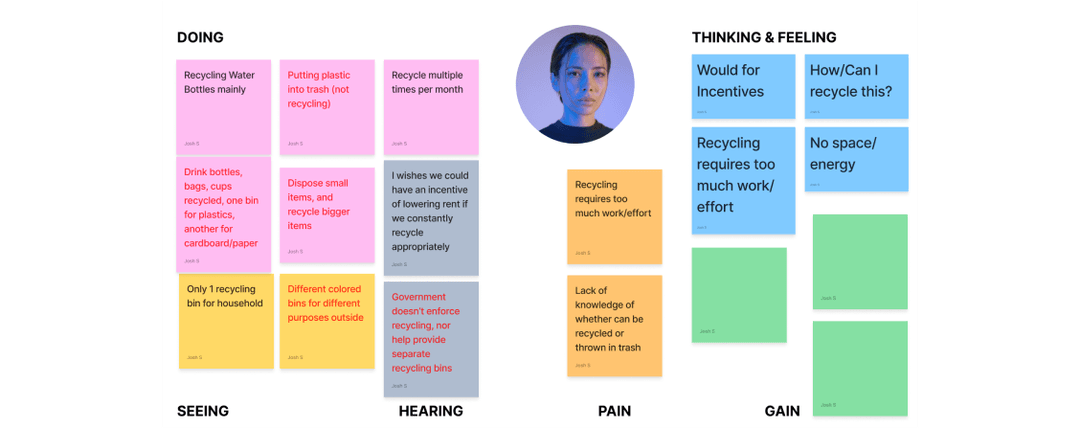 DOING
THINKING & FEELING
Recycling Water
Bottles mainly
Josh S
Putting plastic
into trash (not
recycling)
Josh S
Recycle multiple
times per month
Josh S
Would for
Incentives
How/Can I
recycle this?
Recycling
requires too
much work/
effort
No space/
energy
Drink bottles,
bags, cups
recycled, one bin
for plastics,
another for
cardboard/paper
Josh S
Dispose small
items, and
recycle bigger
items
Josh S
I wishes we could
have an incentive
of lowering rent if
we constantly
recycle
appropriately
Josh S
Recycling
requires too
much work/effort
Josh S
Only 1 recycling
bin for household
Josh S
Different colored
bins for different
purposes outside
Josh S
Government
doesn't enforce
recycling, nor
help provide
separate
recycling bins
Josh S
Lack of
knowledge of
whether can be
recycled or
thrown in trash
Josh S
Josh S
Josh S
Josh S
SEEING
HEARING
PAIN
GAIN